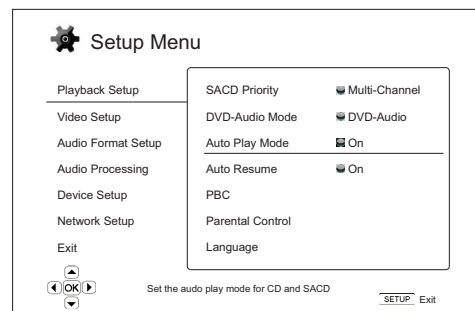 Setup Menu
Playback Setup
Video Setup
Audio Format Setup
Audio Processing
Device Setup
Network Setup
Exit
SACD Priority Multi-Channel
DVD-Audio Mode DVD-Audio
Auto Play Mode On
Auto Resume On
PBC
Parental Control
Language
OK
Set the audo play mode for CD and SACD
SETUP Exit